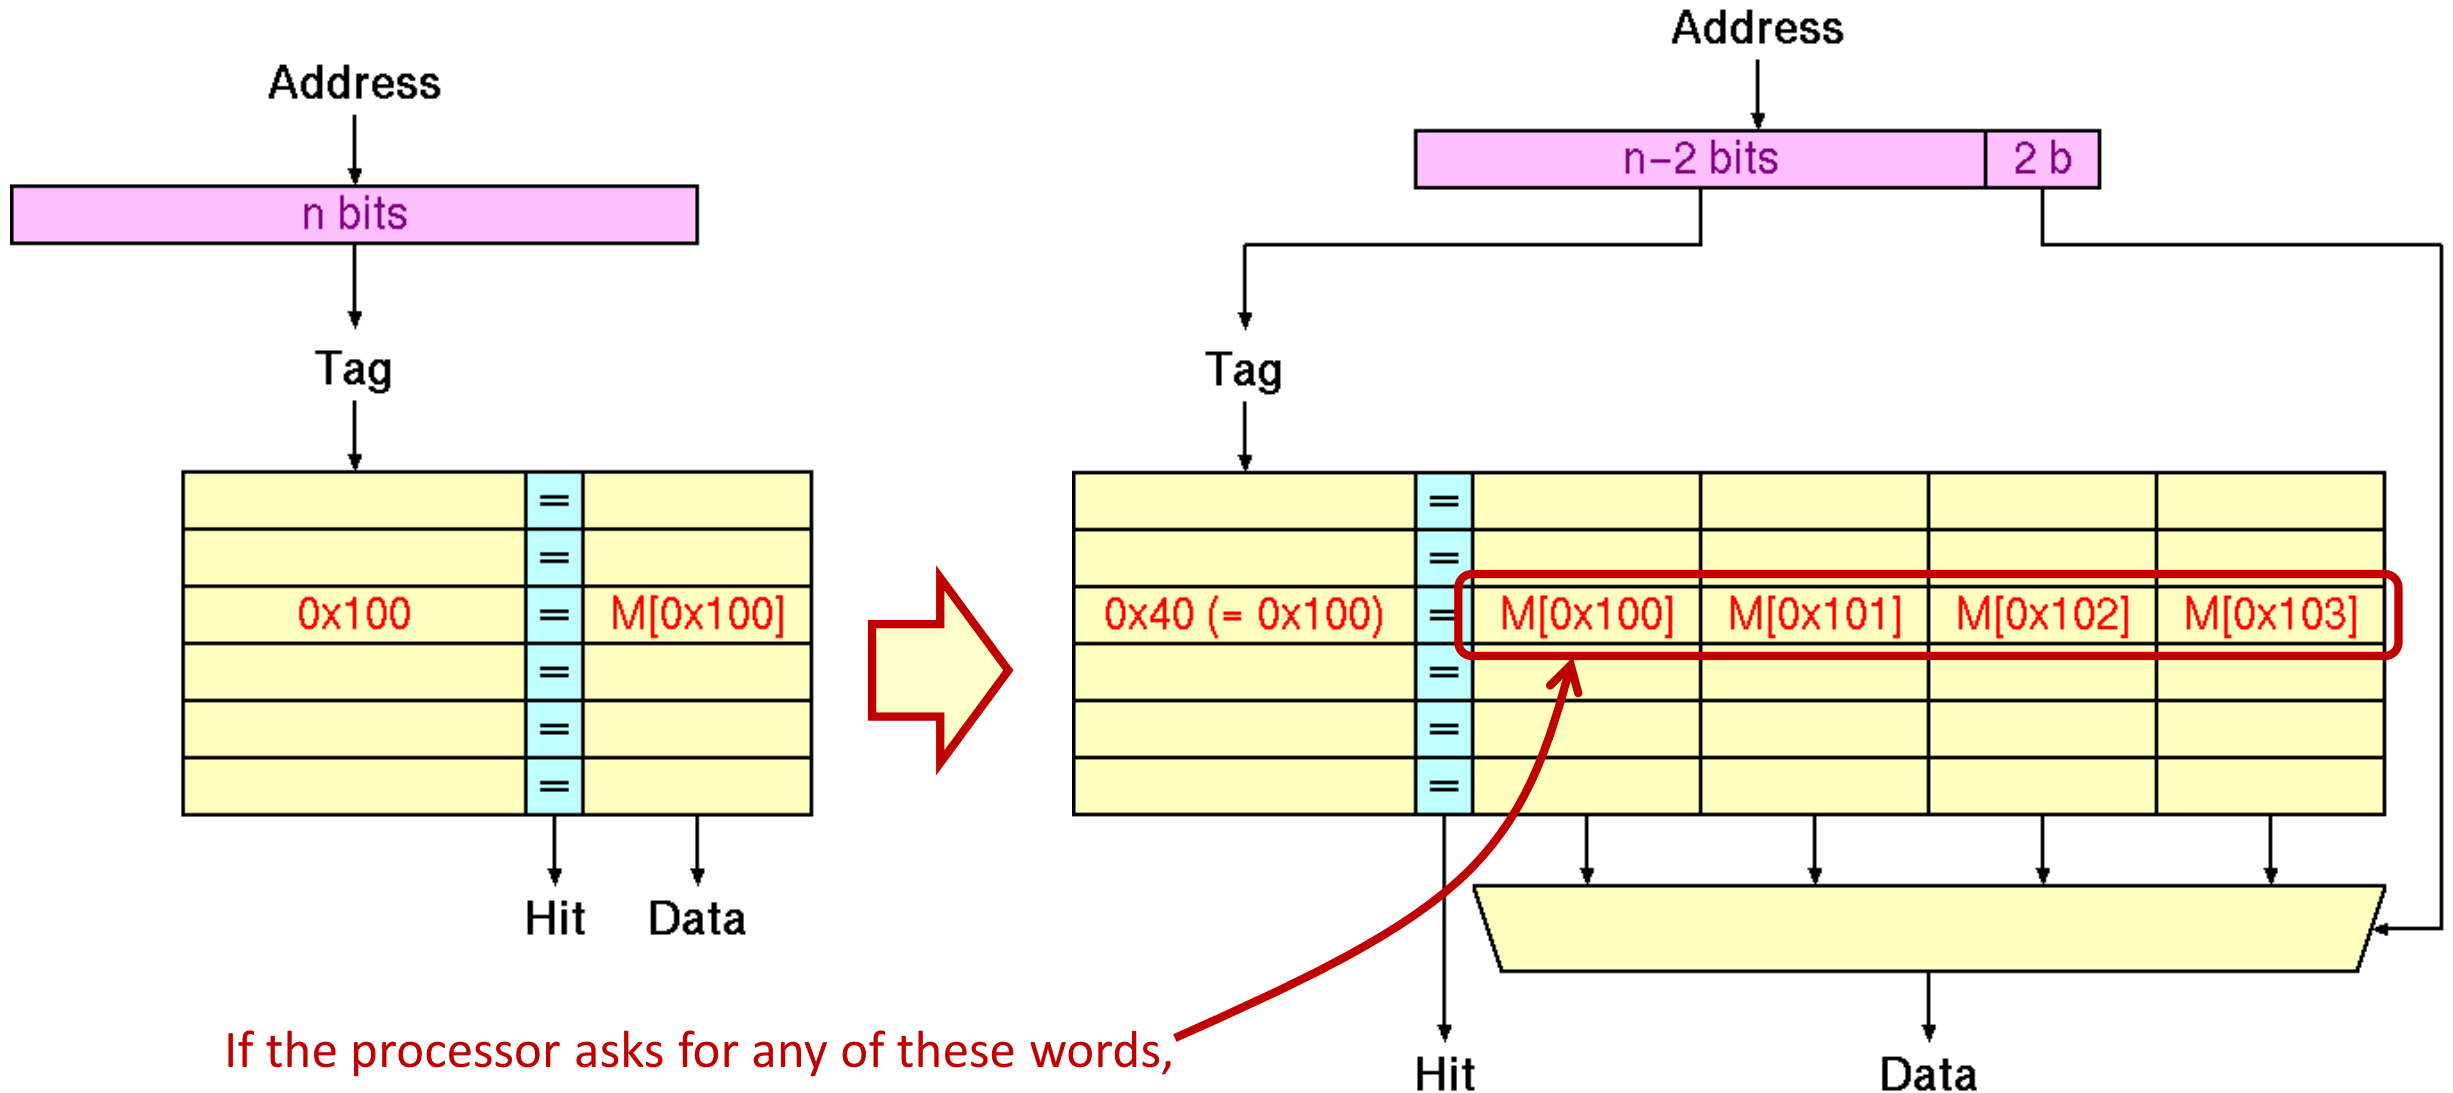 Address
n bits
Tag
=
=
0x100 = M[0x100]
=
=
=
Hit Data
Address
n-2 bits 2 b
Tag
=
=
0x40 (= 0x100) = M[0x100] M[0x101] M[0x102] M[0x103]
=
=
=
Hit Data
If the processor asks for any of these words,